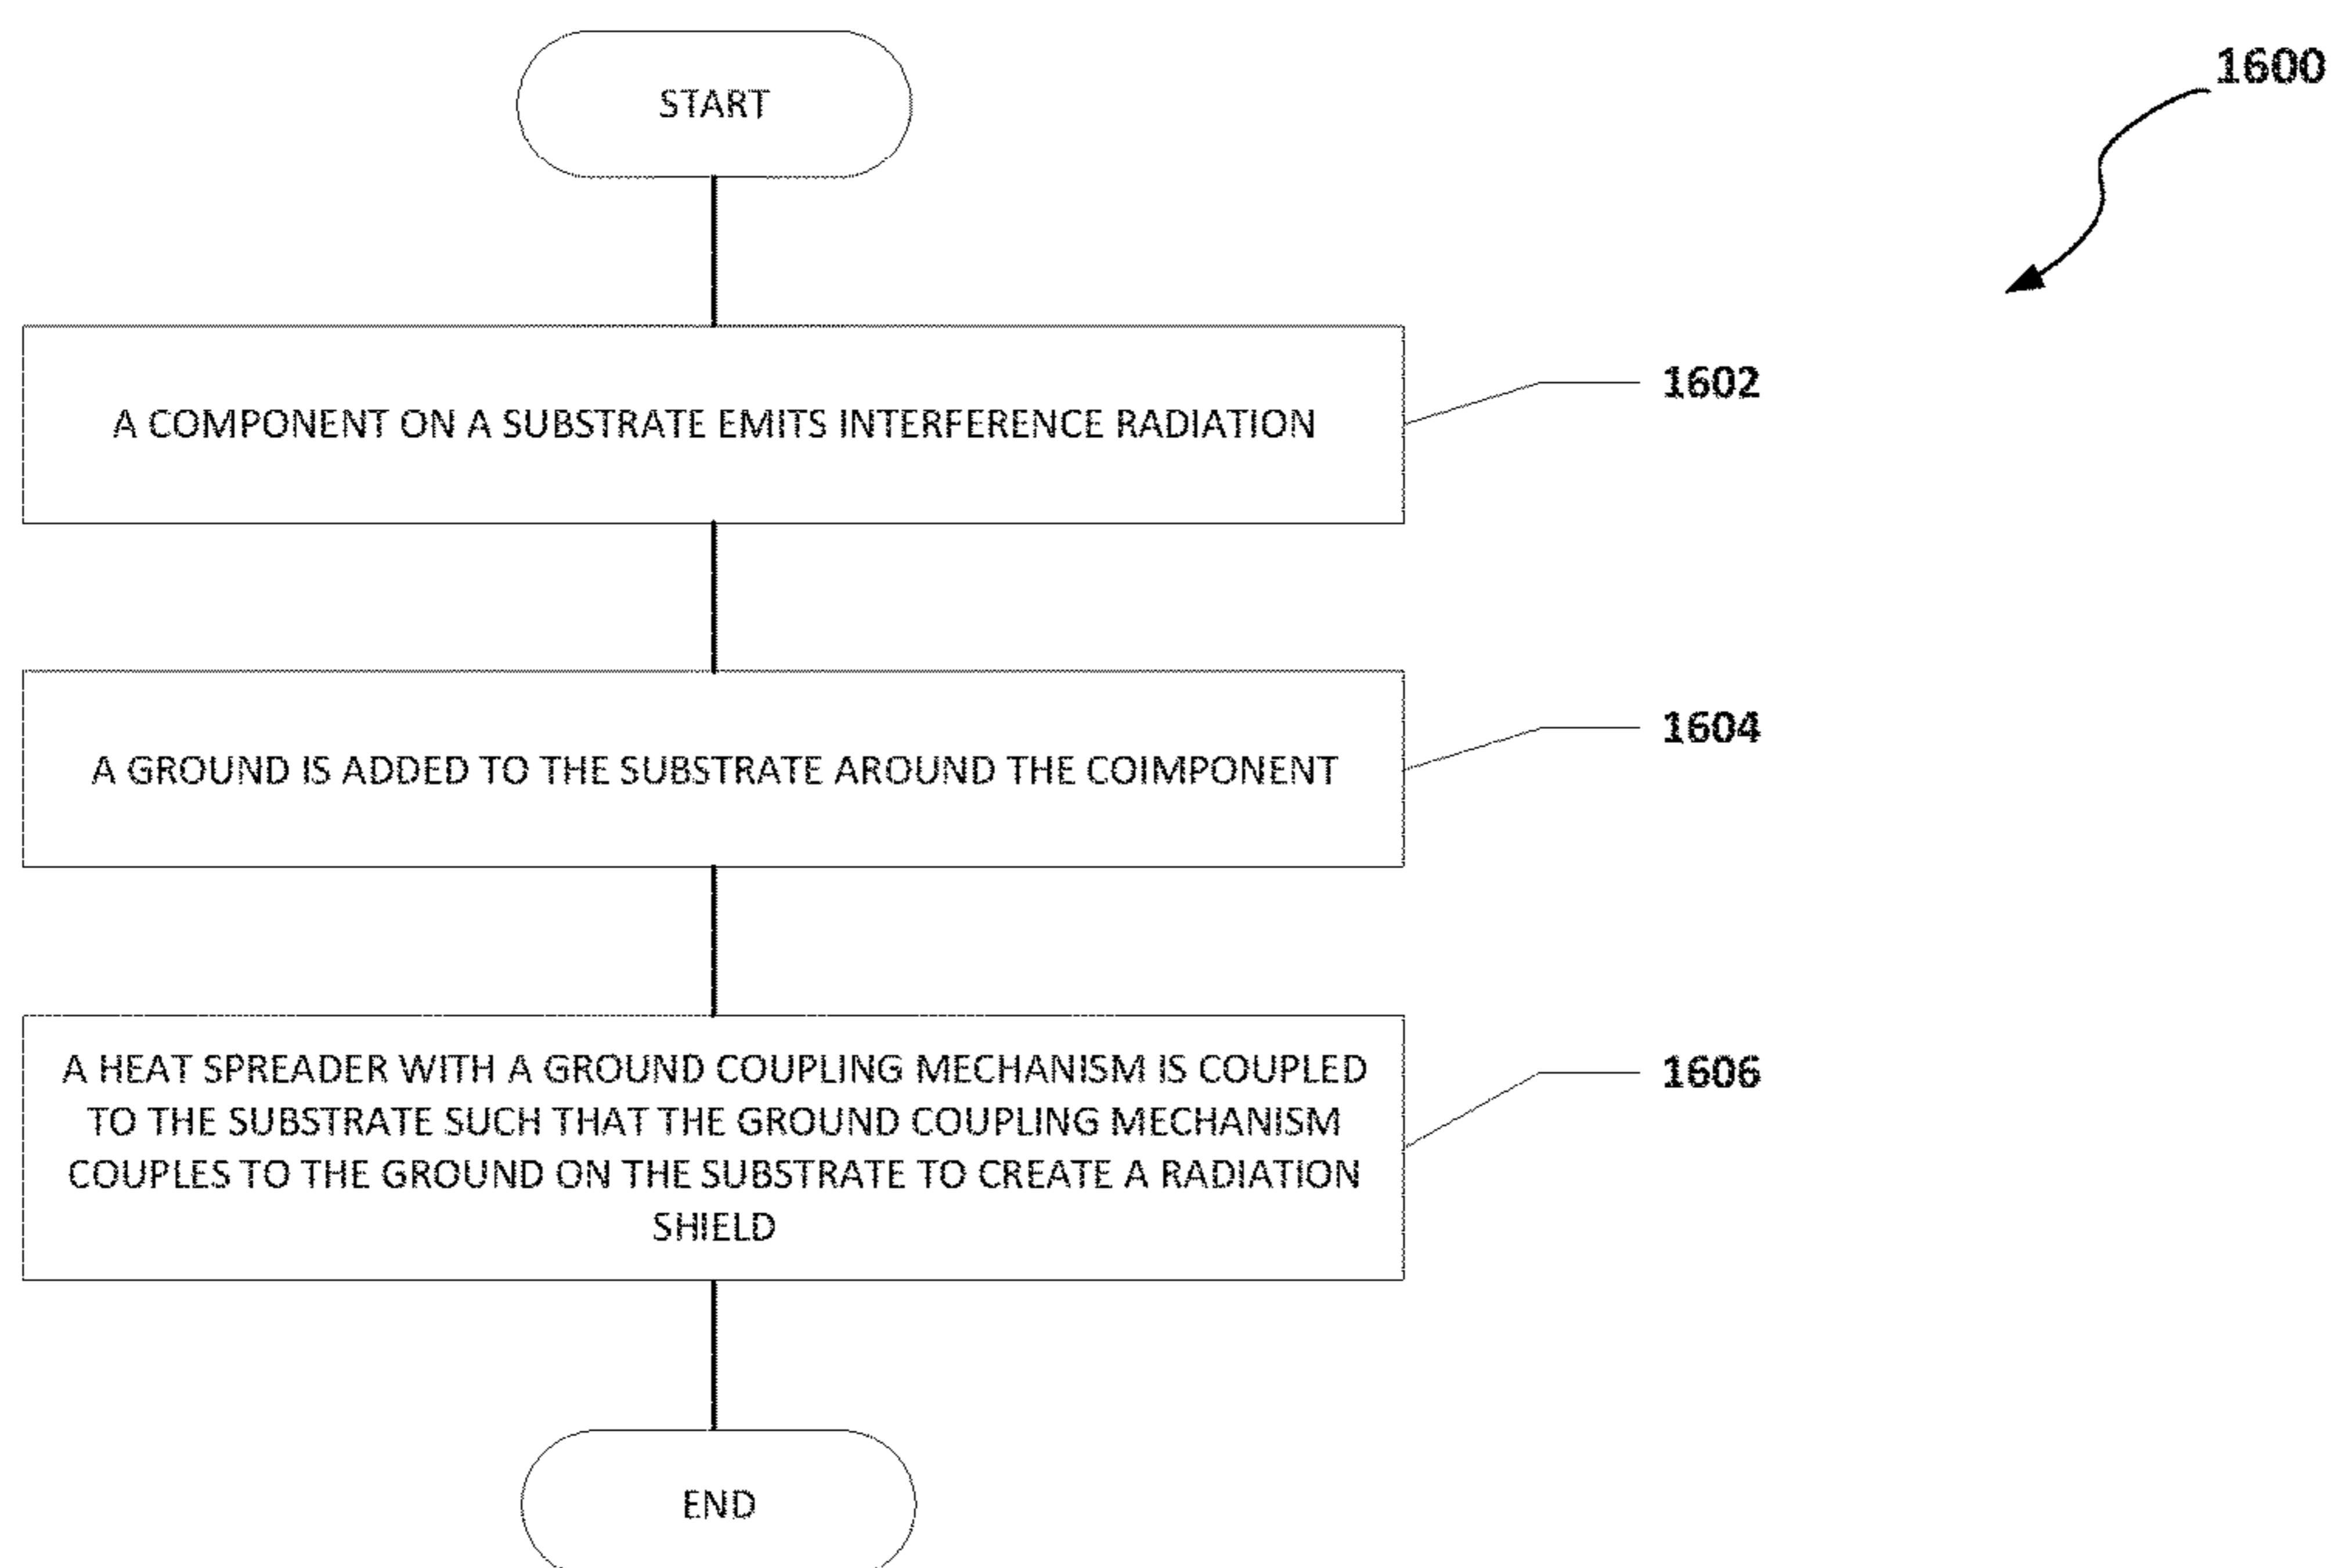 START
1600
A COMPONENT ON A SUBSTRATE EMITS INTERFERENCE RADIATION
1602
A GROUND IS ADDED TO THE SUBSTRATE AROUND THE COIMPONENT
1604
A HEAT SPREADER WITH A GROUND COUPLING MECHANISM IS COUPLED
TO THE SUBSTRATE SUCH THAT THE GROUND COUPLING MECHANISM
COUPLES TO THE GROUND ON THE SUBSTRATE TO CREATE A RADIATION
SHIELD
1606
END